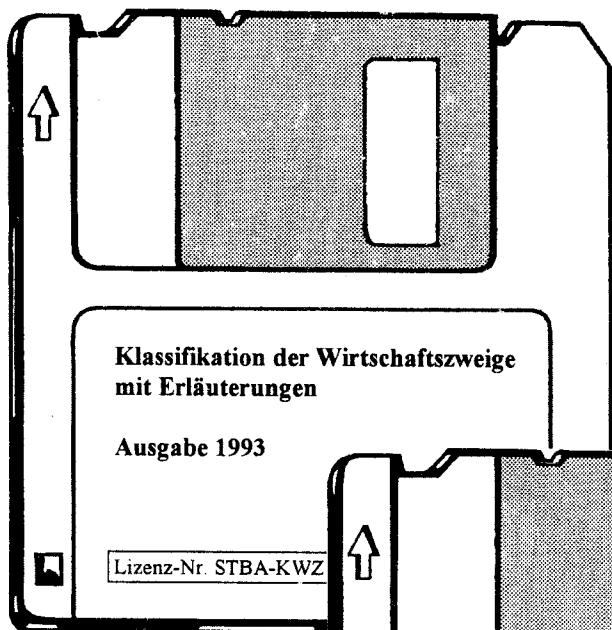 Klassifikation der Wirtschaftszweige
mit Erläuterungen
Ausgabe 1993
Lizenz-Nr. STBA-KWZ